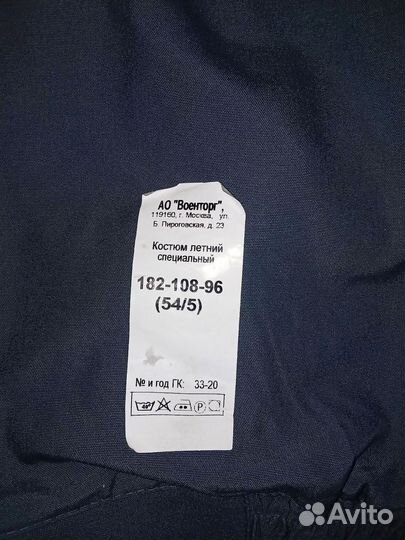 АО "Военторг",
119160, г. Москва, ул.
Б. Пироговская, д. 23
Костюм летний
специальный
182-108-96
(54/5)
№ и год ГК: 33-20
Avito